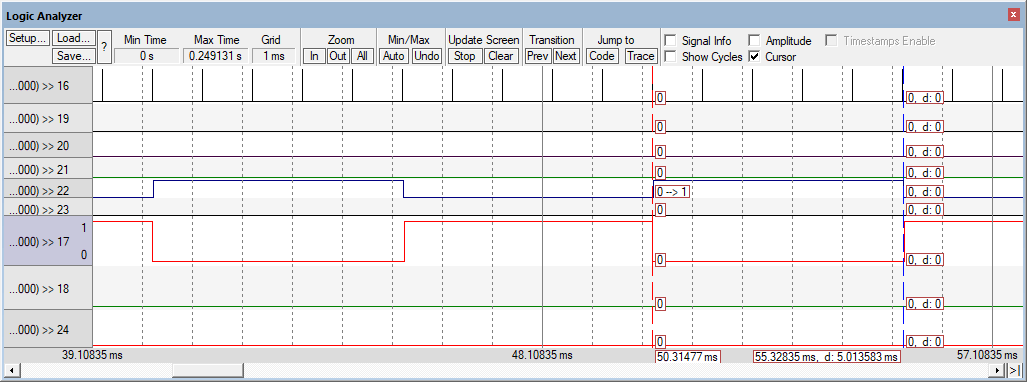 Logic Analyzer
Setup... Load... Save... ? Min Time Max Time Grid Zoom Min/Max Update Screen Transition Jump to Signal Info Amplitude Timestamps Enable
0 s 0.249131 s 1 ms In Out All Auto Undo Stop Clear Prev Next Code Trace Show Cycles Cursor
...000) >> 16 0 0, d: 0
...000) >> 19 0 0, d: 0
...000) >> 20 0 0, d: 0
...000) >> 21 0 0, d: 0
...000) >> 22 0 --> 1 0, d: 0
...000) >> 23 0 0, d: 0
1
...000) >> 17
0 0 0, d: 0
...000) >> 18 0 0, d: 0
...000) >> 24 0 0, d: 0
39.10835 ms 48.10835 ms 50.31477 ms 55.32835 ms, d: 5.013583 ms 57.10835 ms
>|